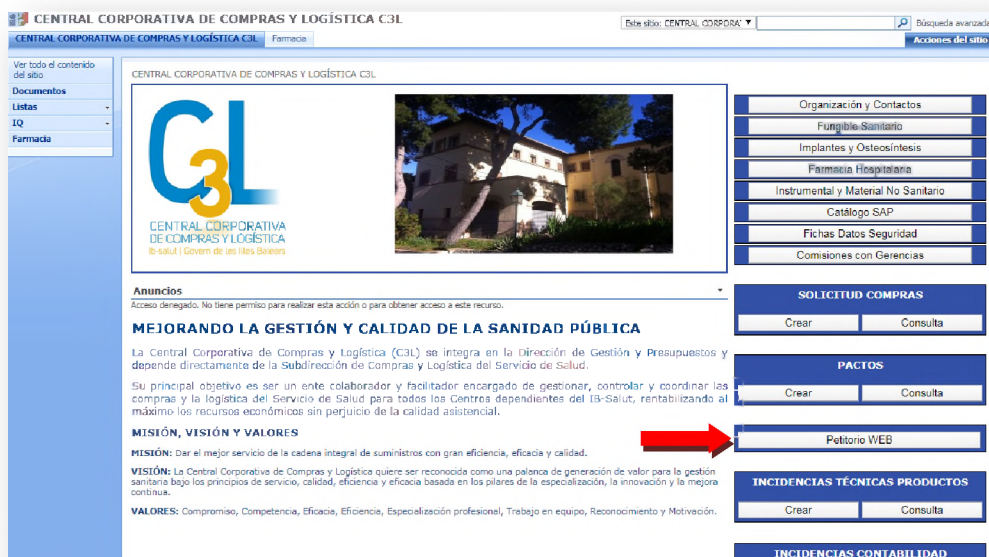 CENTRAL CORPORATIVA DE COMPRAS Y LOGÍSTICA C3L
Este sitio: CENTRAL CORPORA'
Búsqueda avanzada
CENTRAL CORPORATIVA DE COMPRAS Y LOGÍSTICA C3L
Farmacia
Acciones del sitio
Ver todo el contenido
del sitio
Documentos
Listas
IQ
Farmacia
CENTRAL CORPORATIVA DE COMPRAS Y LOGÍSTICA C3L
C3L
CENTRAL CORPORATIVA
DE COMPRAS Y LOGÍSTICA
Ib-salut | Govern de les Illes Balears
Organización y Contactos
Fungible Sanitario
Implantes y Osteosíntesis
Farmacia Hospitalaria
Instrumental y Material No Sanitario
Catálogo SAP
Fichas Datos Seguridad
Comisiones con Gerencias
Anuncios
Acceso denegado. No tiene permiso para realizar esta acción o para obtener acceso a este recurso.
MEJORANDO LA GESTIÓN Y CALIDAD DE LA SANIDAD PÚBLICA
La Central Corporativa de Compras y Logística (C3L) se integra en la Dirección de Gestión y Presupuestos y
depende directamente de la Subdirección de Compras y Logística del Servicio de Salud.
Su principal objetivo es ser un ente colaborador y facilitador encargado de gestionar, controlar y coordinar las
compras y la logística del Servicio de Salud para todos los Centros dependientes del IB-Salut, rentabilizando al
máximo los recursos económicos sin perjuicio de la calidad asistencial.
MISIÓN, VISIÓN Y VALORES
MISIÓN: Dar el mejor servicio de la cadena integral de suministros con gran eficiencia, eficacia y calidad.
VISIÓN: La Central Corporativa de Compras y Logística quiere ser reconocida como una palanca de generación de valor para la gestión
sanitaria bajo los principios de servicio, calidad, eficiencia y eficacia basada en los pilares de la especialización, la innovación y la mejora
continua.
VALORES: Compromiso, Competencia, Eficacia, Eficiencia, Especialización profesional, Trabajo en equipo, Reconocimiento y Motivación.
SOLICITUD COMPRAS
Crear
Consulta
PACTOS
Crear
Consulta
Petitorio WEB
INCIDENCIAS TÉCNICAS PRODUCTOS
Crear
Consulta
INCIDENCIAS CONTABILIDAD